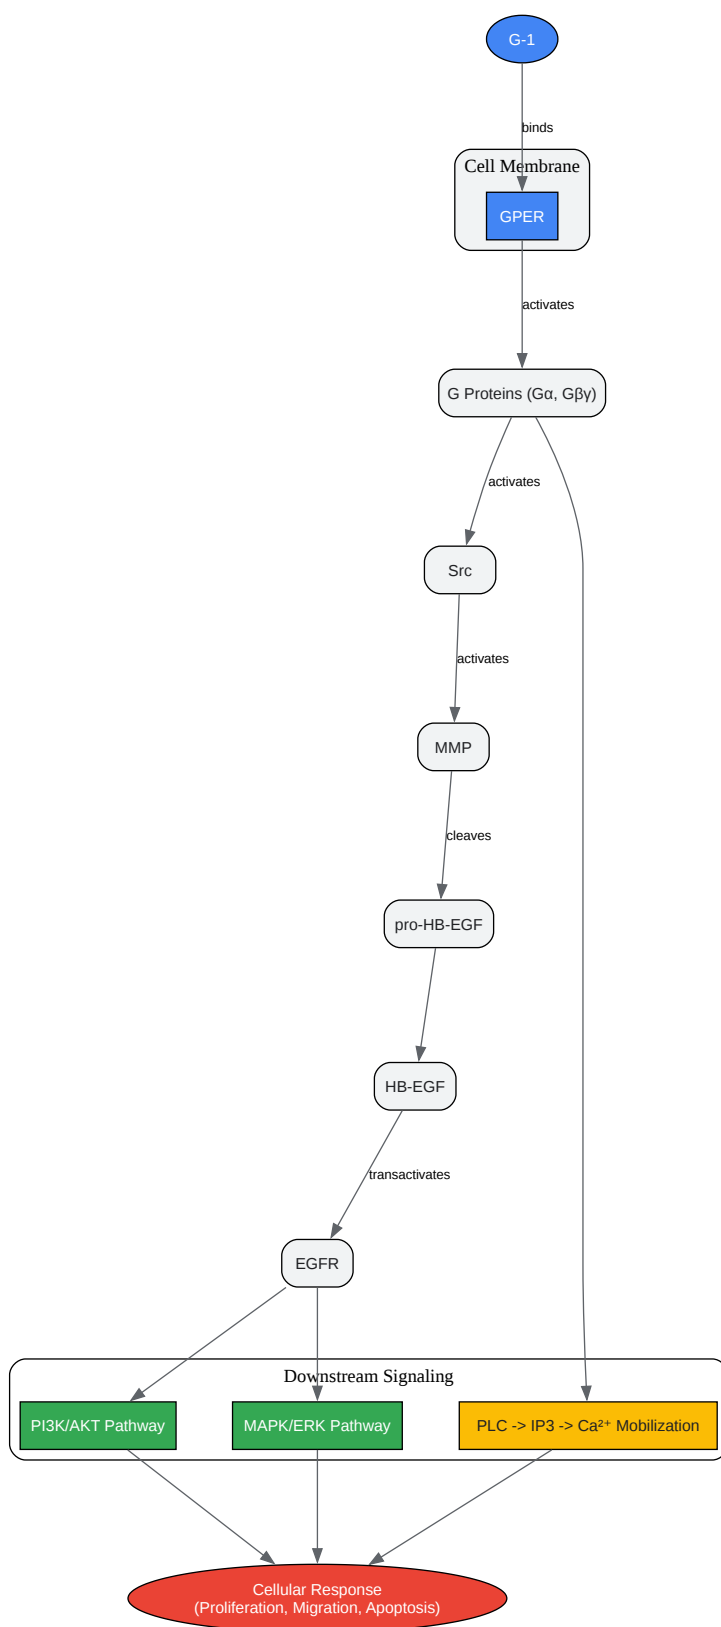 G-1
binds
Cell Membrane
GPER
activates
G Proteins (Gα, Gβγ)
activates
Src
activates
MMP
cleaves
pro-HB-EGF
HB-EGF
transactivates
EGFR
Downstream Signaling
PI3K/AKT Pathway
MAPK/ERK Pathway
PLC -> IP3 -> Ca²⁺ Mobilization
Cellular Response
(Proliferation, Migration, Apoptosis)